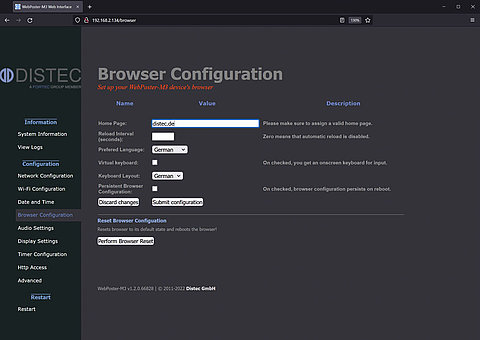 WebPoster-M3 Web Interface
192.168.2.134/browser
150%
DISTEC
A FORTEC GROUP MEMBER
Browser Configuration
Set up your WebPoster-M3 device's browser
Name Value Description
Home Page: distec.de Please make sure to assign a valid home page.
Reload Interval (seconds): Zero means that automatic reload is disabled.
Preferred Language: German
Virtual keyboard: On checked, you get an onscreen keyboard for input.
Keyboard Layout: German
Persistent Browser Configuration: On checked, browser configuration persists on reboot.
Discard changes Submit configuration
Reset Browser Configuration
Resets browser to its default state and reboots the browser!
Perform Browser Reset
WebPoster-M3 v1.2.0.66828 | © 2011-2022 Distec GmbH
Information
System Information
View Logs
Configuration
Network Configuration
Wi-Fi Configuration
Date and Time
Browser Configuration
Audio Settings
Display Settings
Timer Configuration
Http Access
Advanced
Restart
Restart